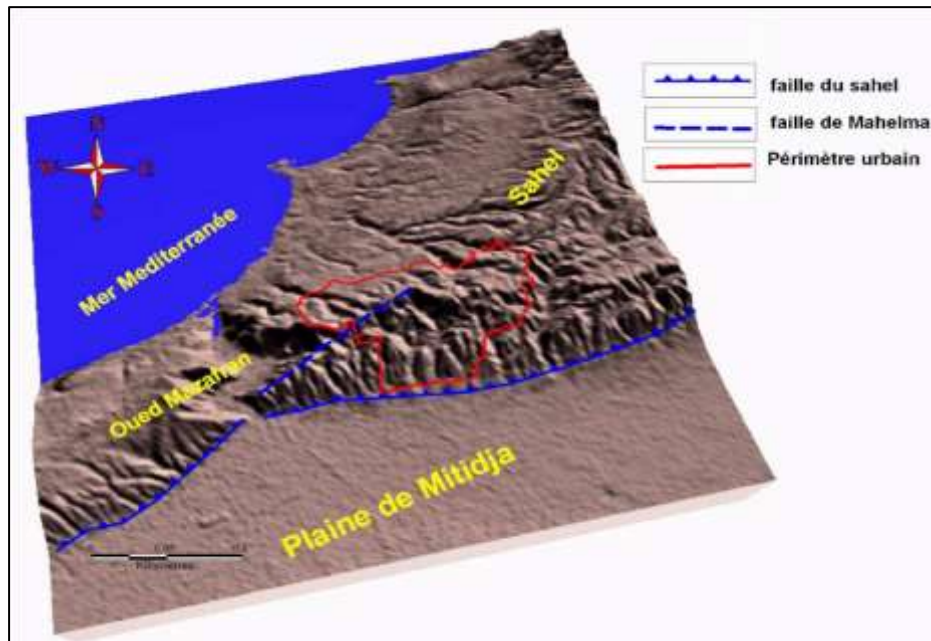 faille du sahel
faille de Mahelma
Périmètre urbain
Sahel
Mer Mediterranée
Oued Mazafran
Plaine de Mitidja